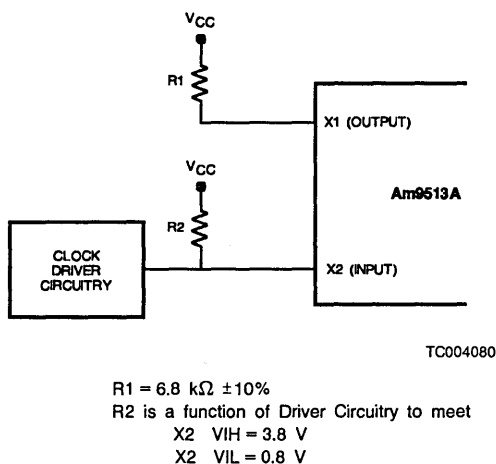 VCC
R1
X1 (OUTPUT)
VCC
Am9513A
R2
CLOCK
DRIVER
CIRCUITRY
X2 (INPUT)
TC004080
R1 = 6.8 kΩ ±10%
R2 is a function of Driver Circuitry to meet
X2 VIH = 3.8 V
X2 VIL = 0.8 V